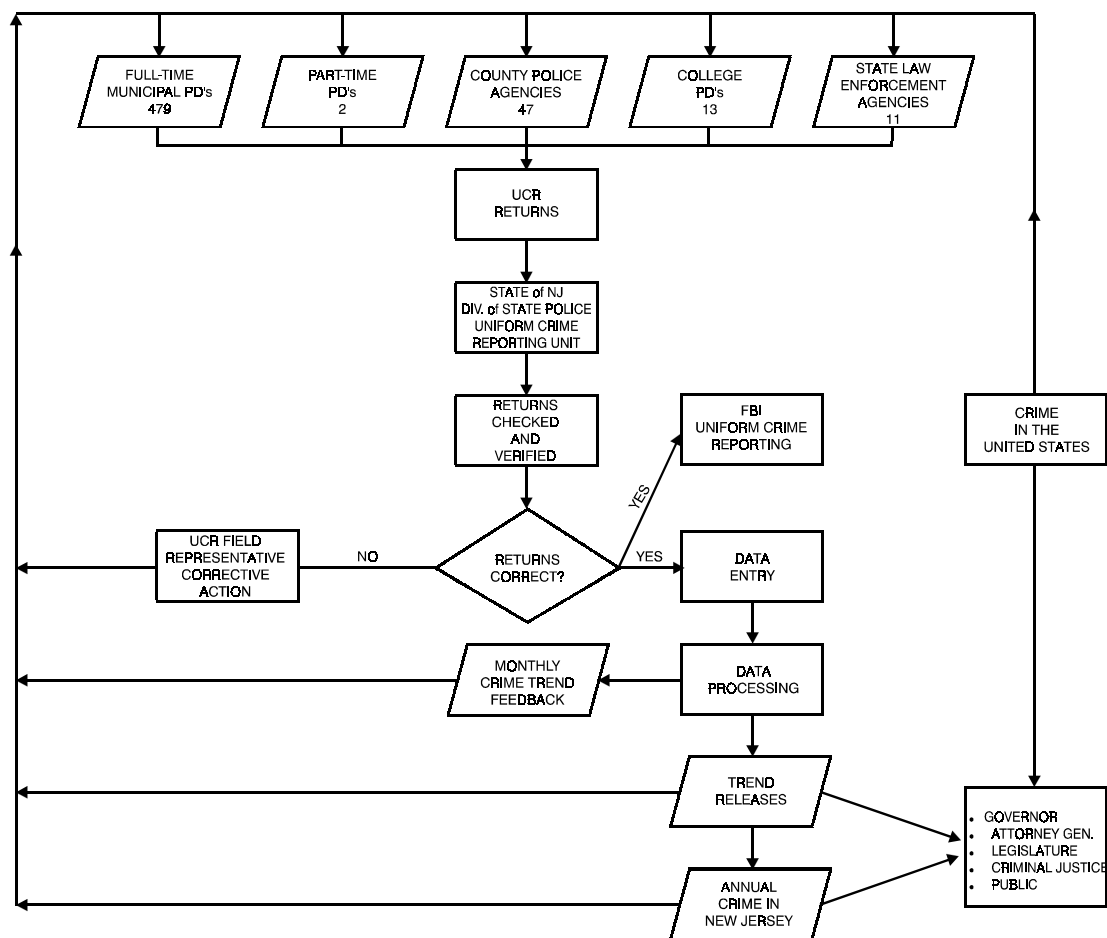 FULL-TIME
MUNICIPAL PD's
479
PART-TIME
PD's
2
COUNTY POLICE
AGENCIES
47
COLLEGE
PD's
13
STATE LAW
ENFORCEMENT
AGENCIES
11
UCR
RETURNS
STATE of NJ
DIV. of STATE POLICE
UNIFORM CRIME
REPORTING UNIT
RETURNS
CHECKED
AND
VERIFIED
FBI
UNIFORM CRIME
REPORTING
CRIME
IN THE
UNITED STATES
YES
UCR FIELD
REPRESENTATIVE
CORRECTIVE
ACTION
NO
RETURNS
CORRECT?
YES
DATA
ENTRY
MONTHLY
CRIME TREND
FEEDBACK
DATA
PROCESSING
TREND
RELEASES
• GOVERNOR
• ATTORNEY GEN.
• LEGISLATURE
• CRIMINAL JUSTICE
• PUBLIC
ANNUAL
CRIME IN
NEW JERSEY